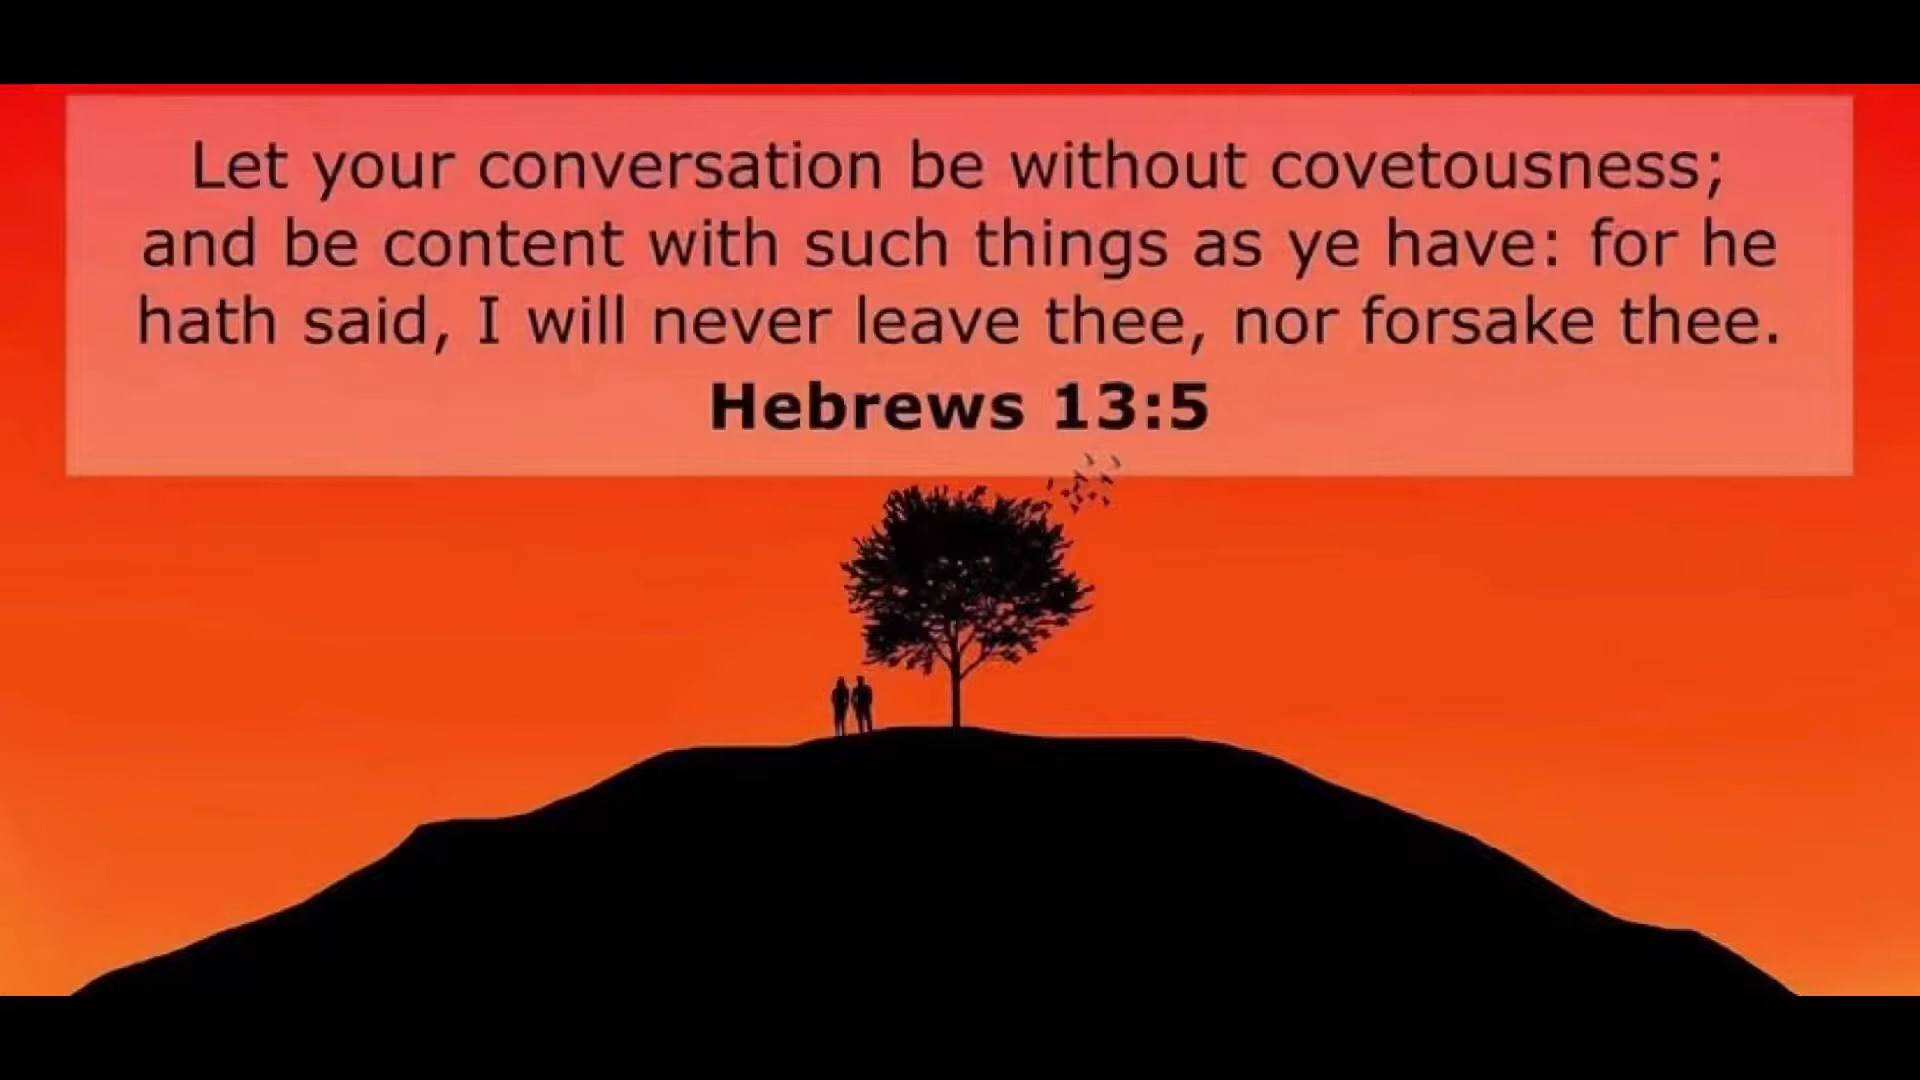 Let your conversation be without covetousness;
and be content with such things as ye have: for he
hath said, I will never leave thee, nor forsake thee.
Hebrews 13:5